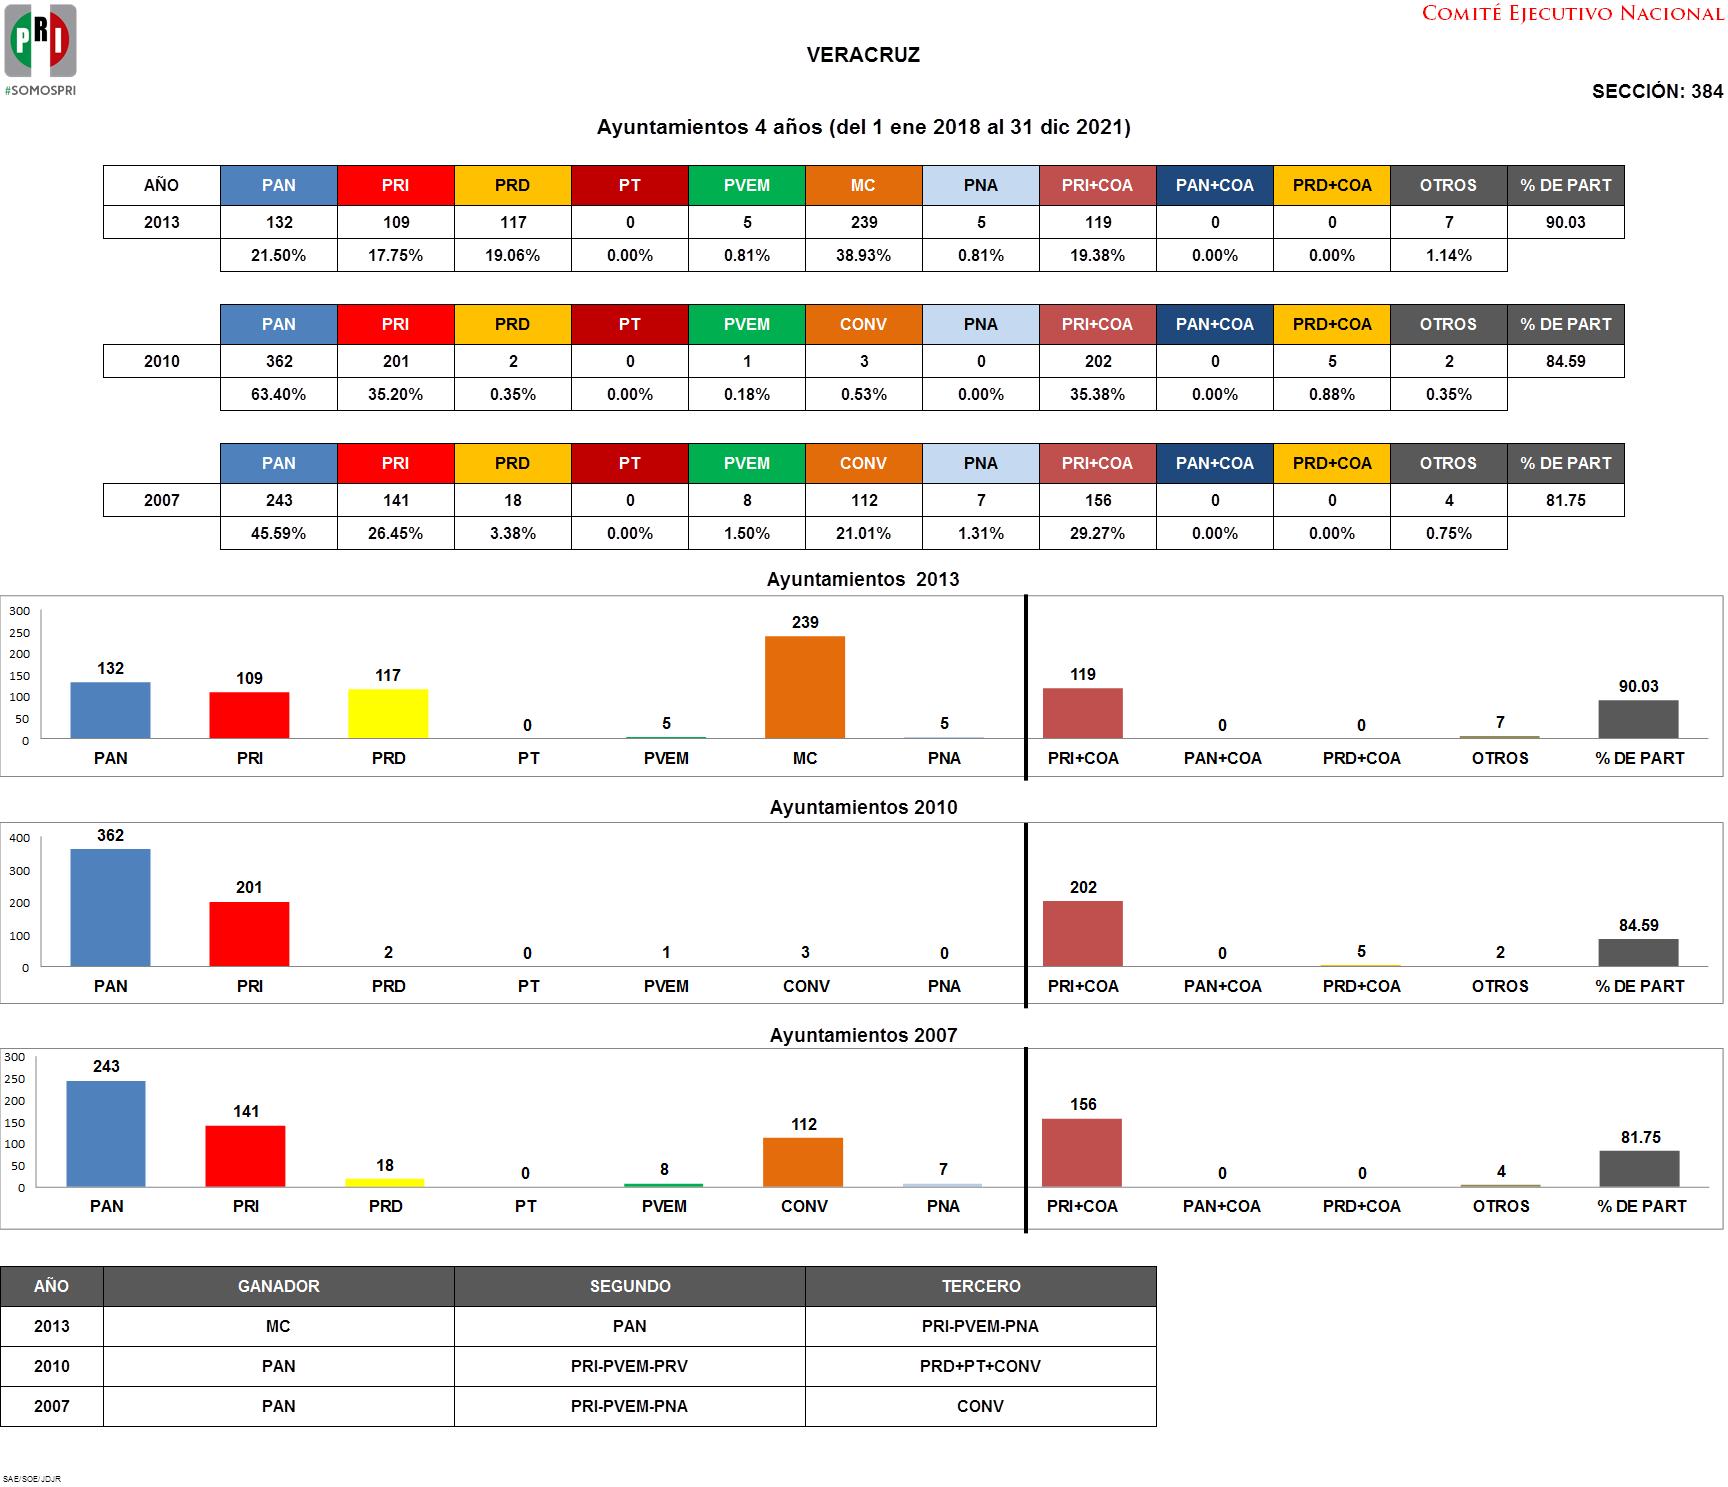 PRI
#SOMOSPRI
COMITÉ EJECUTIVO NACIONAL
VERACRUZ
SECCIÓN: 384
Ayuntamientos 4 años (del 1 ene 2018 al 31 dic 2021)
AÑO PAN PRI PRD PT PVEM MC PNA PRI+COA PAN+COA PRD+COA OTROS % DE PART
2013 132 109 117 0 5 239 5 119 0 0 7 90.03
21.50% 17.75% 19.06% 0.00% 0.81% 38.93% 0.81% 19.38% 0.00% 0.00% 1.14%
PAN PRI PRD PT PVEM CONV PNA PRI+COA PAN+COA PRD+COA OTROS % DE PART
2010 362 201 2 0 1 3 0 202 0 5 2 84.59
63.40% 35.20% 0.35% 0.00% 0.18% 0.53% 0.00% 35.38% 0.00% 0.88% 0.35%
PAN PRI PRD PT PVEM CONV PNA PRI+COA PAN+COA PRD+COA OTROS % DE PART
2007 243 141 18 0 8 112 7 156 0 0 4 81.75
45.59% 26.45% 3.38% 0.00% 1.50% 21.01% 1.31% 29.27% 0.00% 0.00% 0.75%
Ayuntamientos 2013
300
250
200
150
100
50
0
132 109 117 0 5 239 5 119 0 0 7 90.03
PAN PRI PRD PT PVEM MC PNA PRI+COA PAN+COA PRD+COA OTROS % DE PART
Ayuntamientos 2010
400
300
200
100
0
362 201 2 0 1 3 0 202 0 5 2 84.59
PAN PRI PRD PT PVEM CONV PNA PRI+COA PAN+COA PRD+COA OTROS % DE PART
Ayuntamientos 2007
300
250
200
150
100
50
0
243 141 18 0 8 112 7 156 0 0 4 81.75
PAN PRI PRD PT PVEM CONV PNA PRI+COA PAN+COA PRD+COA OTROS % DE PART
AÑO GANADOR SEGUNDO TERCERO
2013 MC PAN PRI-PVEM-PNA
2010 PAN PRI-PVEM-PRV PRD+PT+CONV
2007 PAN PRI-PVEM-PNA CONV
SAE/SOE/JDJR